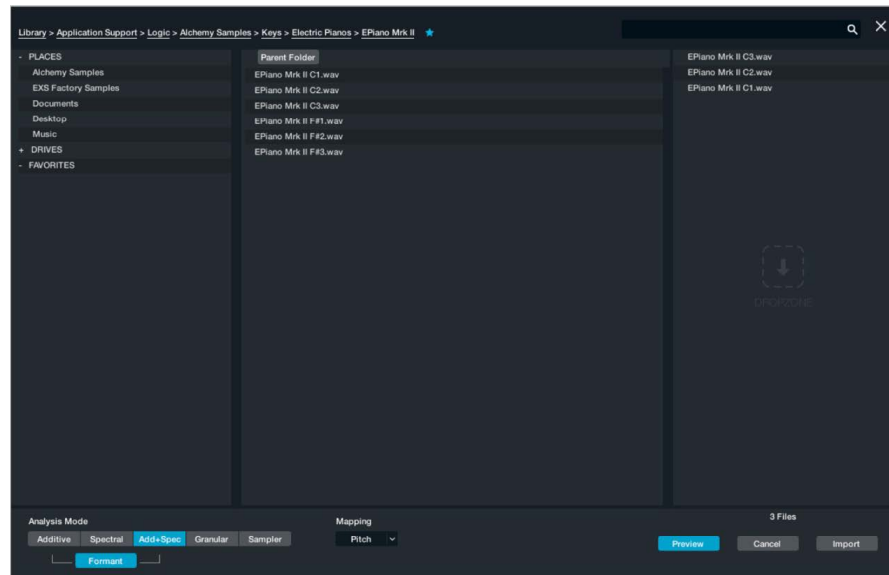 Library > Application Support > Logic > Alchemy Samples > Keys > Electric Pianos > EPiano Mrk II
- PLACES
Alchemy Samples
EXS Factory Samples
Documents
Desktop
Music
+ DRIVES
- FAVORITES
Parent Folder
EPiano Mrk II C1.wav
EPiano Mrk II C2.wav
EPiano Mrk II C3.wav
EPiano Mrk II F#1.wav
EPiano Mrk II F#2.wav
EPiano Mrk II F#3.wav
EPiano Mrk II C3.wav
EPiano Mrk II C2.wav
EPiano Mrk II C1.wav
DROPZONE
Analysis Mode
Additive Spectral Add+Spec Granular Sampler
Formant
Mapping
Pitch
3 Files
Preview Cancel Import